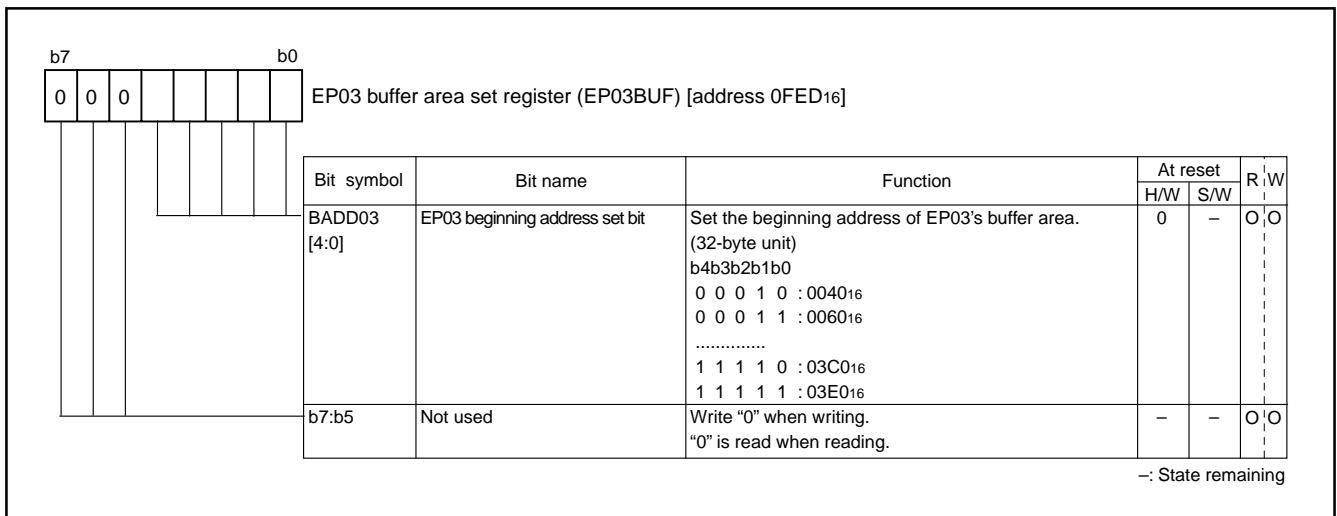 b7 b0
0 0 0
EP03 buffer area set register (EP03BUF) [address 0FED16]
Bit symbol Bit name Function At reset R W
H/W S/W
BADD03 EP03 beginning address set bit Set the beginning address of EP03's buffer area. 0 – O O
[4:0] (32-byte unit)
b4b3b2b1b0
0 0 0 1 0 : 004016
0 0 0 1 1 : 006016
..............
1 1 1 1 0 : 03C016
1 1 1 1 1 : 03E016
b7:b5 Not used Write “0” when writing. – – O O
“0” is read when reading.
–: State remaining